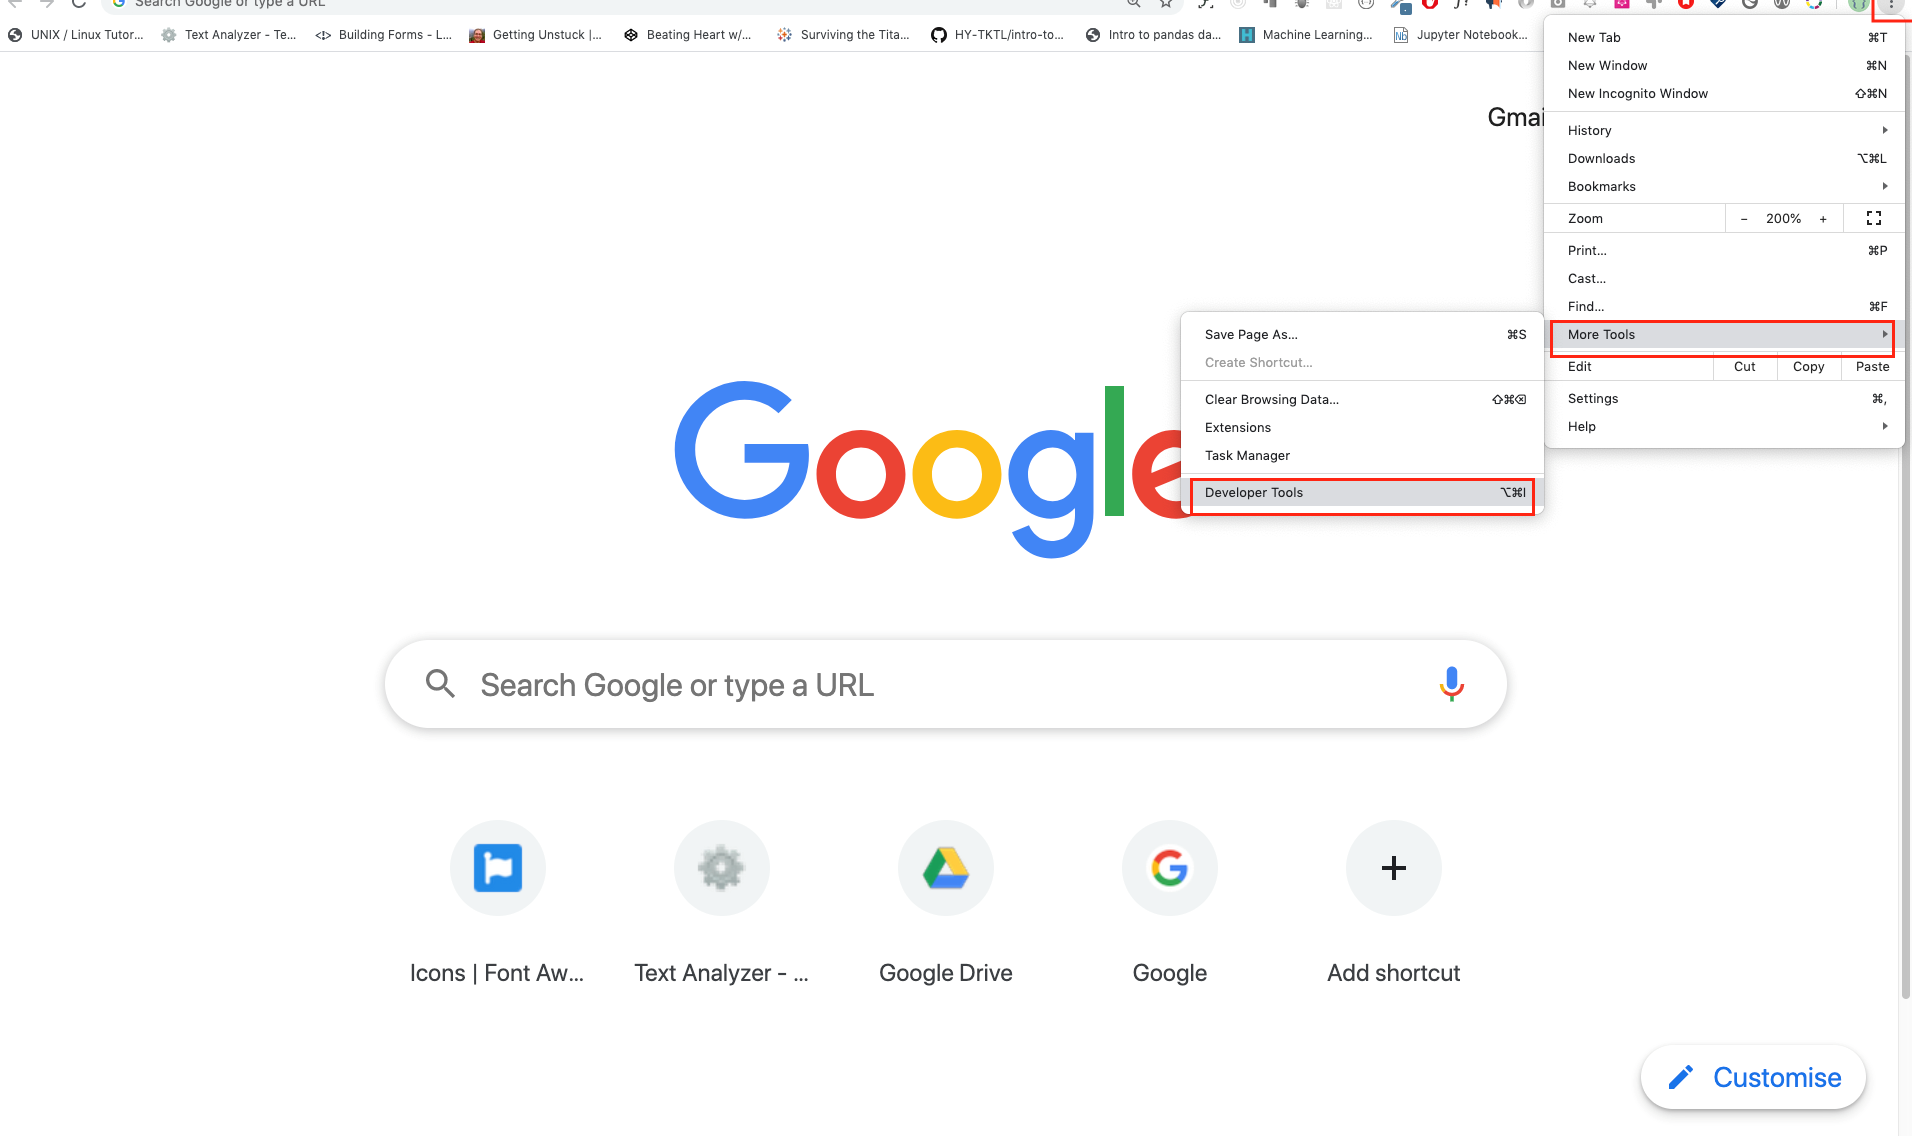 Search Google or type a URL
UNIX / Linux Tutor...
Text Analyzer - Te...
Building Forms - L...
Getting Unstuck |...
Beating Heart w/...
Surviving the Tita...
HY-TKTL/intro-to...
Intro to pandas da...
Machine Learning...
Jupyter Notebook...
Gmai
New Tab ⌘T
New Window ⌘N
New Incognito Window ⇧⌘N
History
Downloads ⌥⌘L
Bookmarks
Zoom - 200% +
Print... ⌘P
Cast...
Find... ⌘F
More Tools
Edit Cut Copy Paste
Settings ⌘,
Help
Save Page As... ⌘S
Create Shortcut...
Clear Browsing Data... ⇧⌘⌫
Extensions
Task Manager
Developer Tools ⌥⌘I
Google
Search Google or type a URL
Icons | Font Aw...
Text Analyzer - ...
Google Drive
Google
Add shortcut
Customise